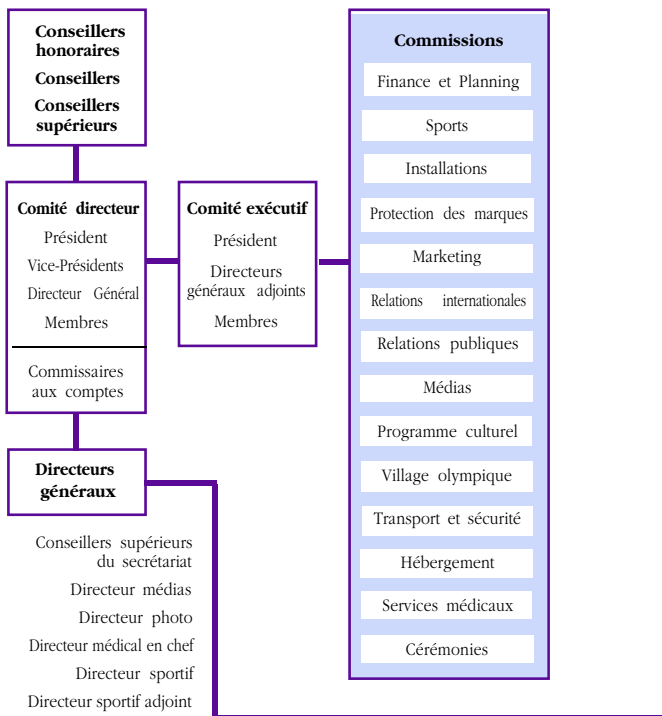 Conseillers
honoraires
Conseillers
Conseillers
supérieurs
Comité directeur
Président
Vice-Présidents
Directeur Général
Membres
Commissaires
aux comptes
Comité exécutif
Président
Directeurs
généraux adjoints
Membres
Commissions
Finance et Planning
Sports
Installations
Protection des marques
Marketing
Relations internationales
Relations publiques
Médias
Programme culturel
Village olympique
Transport et sécurité
Hébergement
Services médicaux
Cérémonies
Directeurs
généraux
Conseillers supérieurs
du secrétariat
Directeur médias
Directeur photo
Directeur médical en chef
Directeur sportif
Directeur sportif adjoint